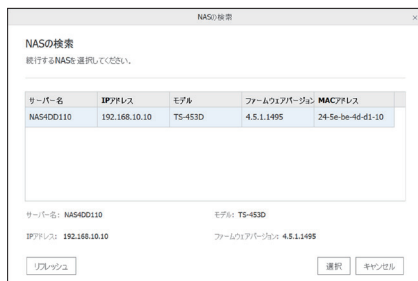 NASの検索
NASの検索
続行するNASを選択してください。
サーバー名 IPアドレス モデル ファームウェアバージョン MACアドレス
NAS4DD110 192.168.10.10 TS-453D 4.5.1.1495 24-5e-be-4d-d1-10
サーバー名: NAS4DD110 モデル: TS-453D
IPアドレス: 192.168.10.10 ファームウェアバージョン: 4.5.1.1495
リフレッシュ 選択 キャンセル